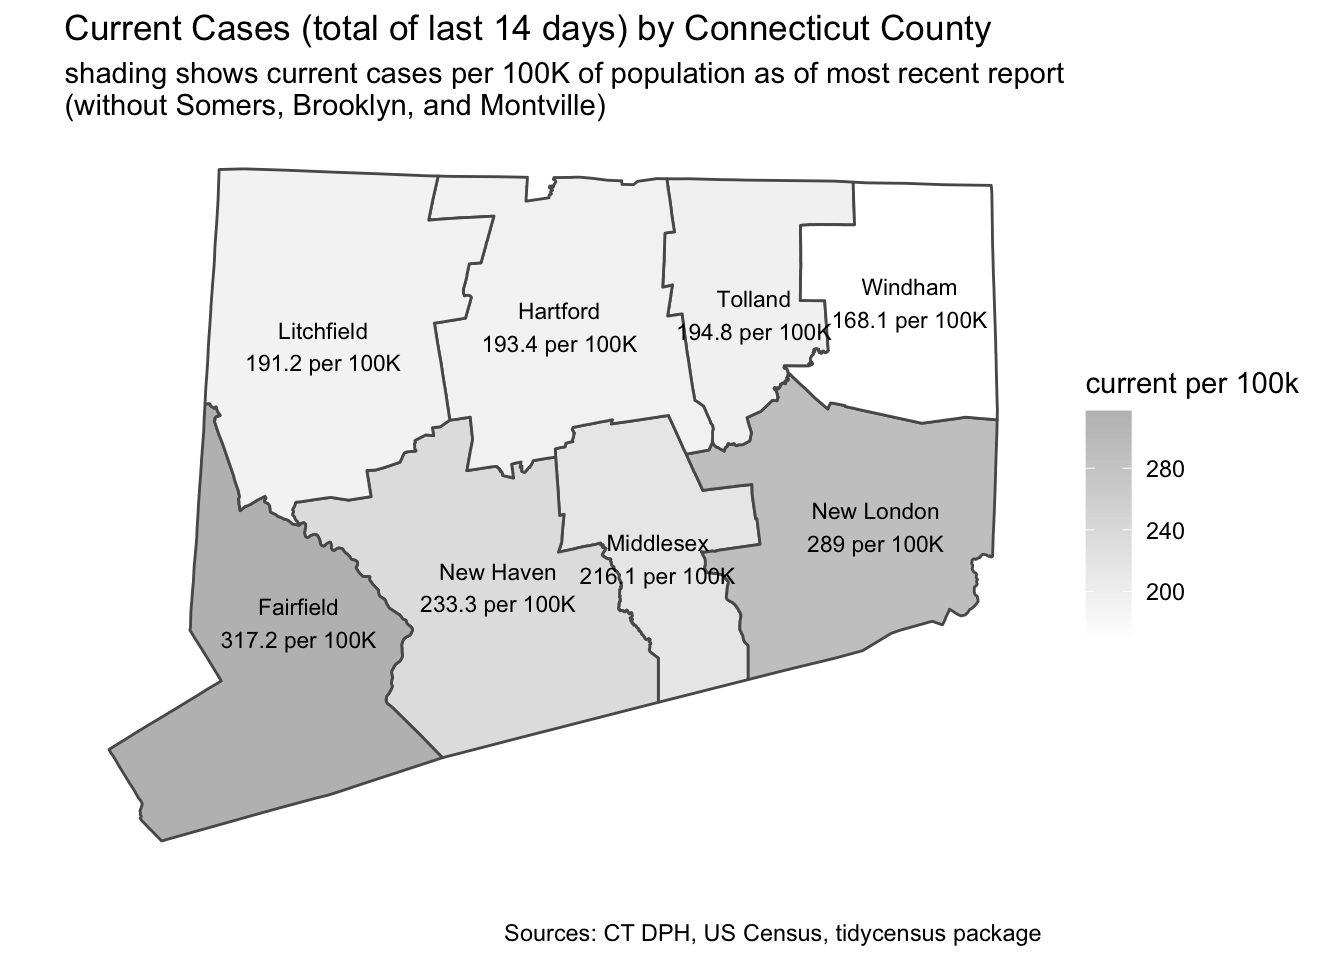 Current Cases (total of last 14 days) by Connecticut County
shading shows current cases per 100K of population as of most recent report
(without Somers, Brooklyn, and Montville)
Windham
168.1 per 100K
Tolland
194.8 per 100K
Hartford
193.4 per 100K
Litchfield
191.2 per 100K
current per 100k
280
240
200
New London
289 per 100K
Middlesex
216.1 per 100K
New Haven
233.3 per 100K
Fairfield
317.2 per 100K
Sources: CT DPH, US Census, tidycensus package